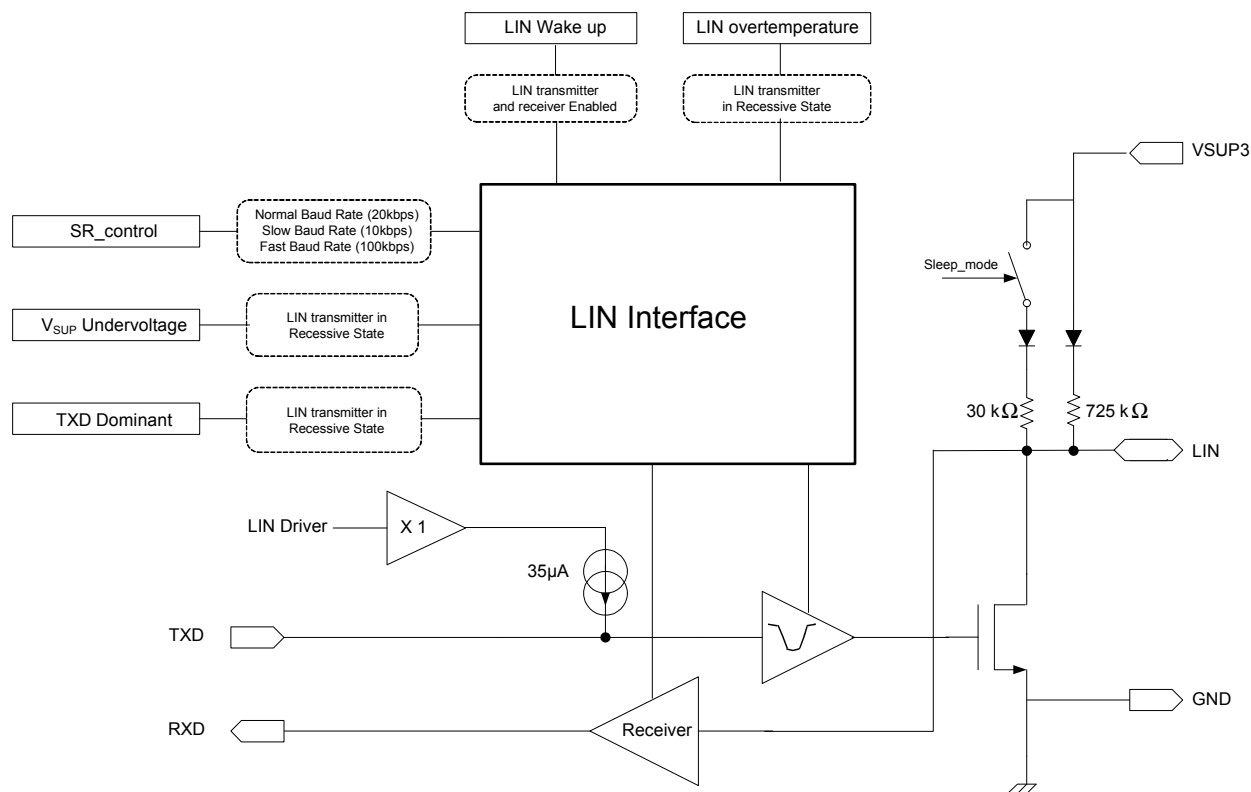 LIN Wake up
LIN overtemperature
LIN transmitter
and receiver Enabled
LIN transmitter
in Recessive State
VSUP3
SR_control
Normal Baud Rate (20kbps)
Slow Baud Rate (10kbps)
Fast Baud Rate (100kbps)
Sleep_mode
VSUP Undervoltage
LIN transmitter in
Recessive State
LIN Interface
TXD Dominant
LIN transmitter in
Recessive State
30 kΩ
725 kΩ
LIN
LIN Driver
X 1
35µA
TXD
GND
RXD
Receiver